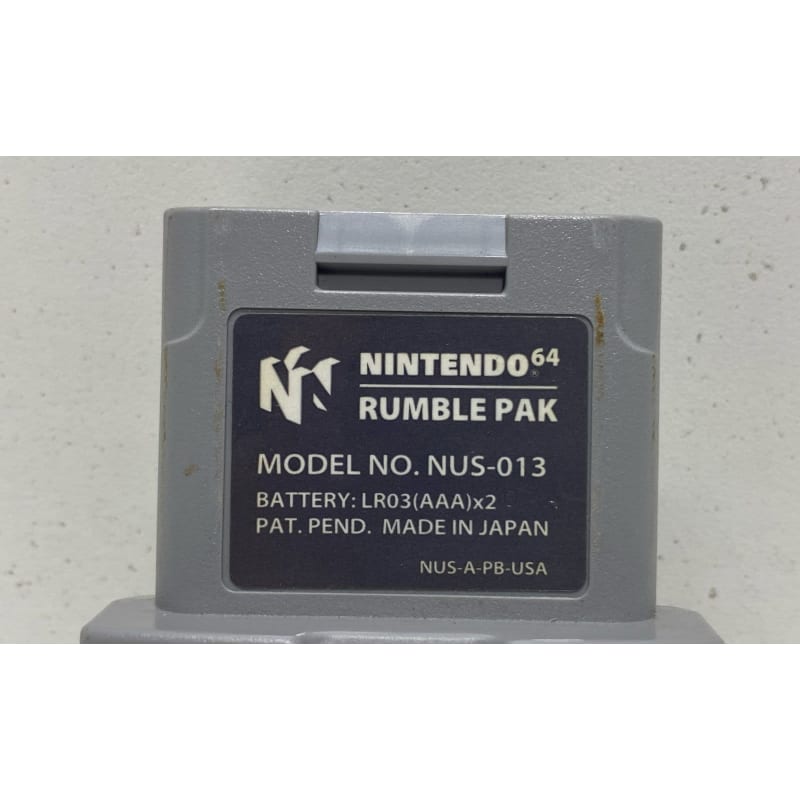 NINTENDO⁶⁴®
RUMBLE PAK
MODEL NO. NUS-013
BATTERY: LR03(AAA)x2
PAT. PEND. MADE IN JAPAN
NUS-A-PB-USA